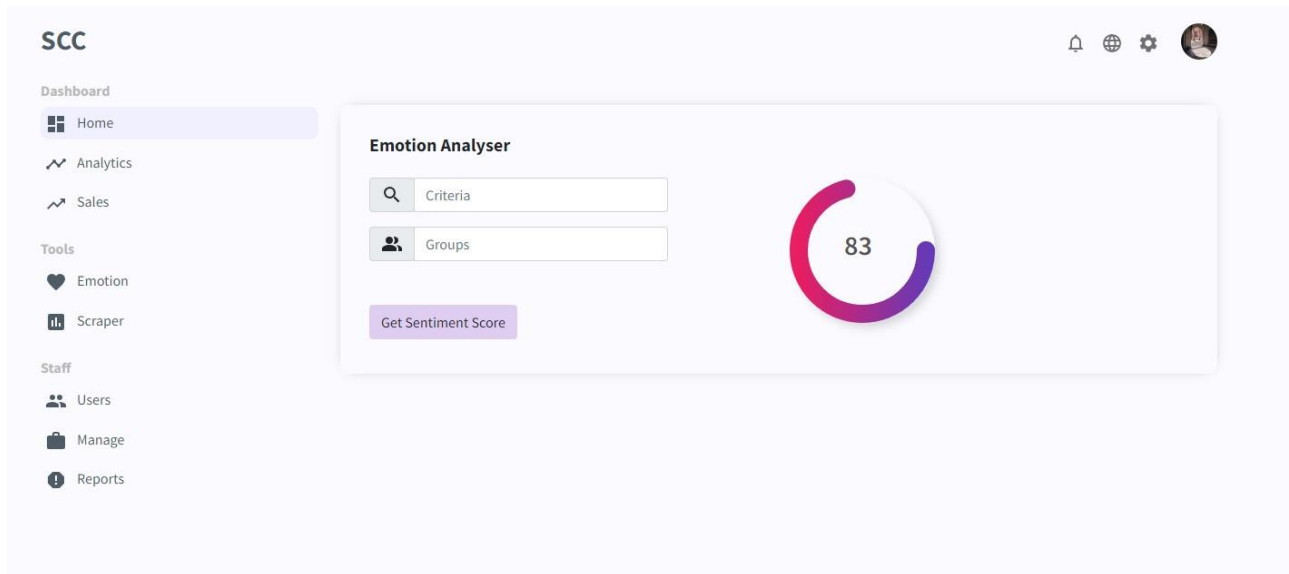 SCC
Dashboard
Home
Analytics
Sales
Tools
Emotion
Scraper
Staff
Users
Manage
Reports
Emotion Analyser
Criteria
Groups
Get Sentiment Score
83